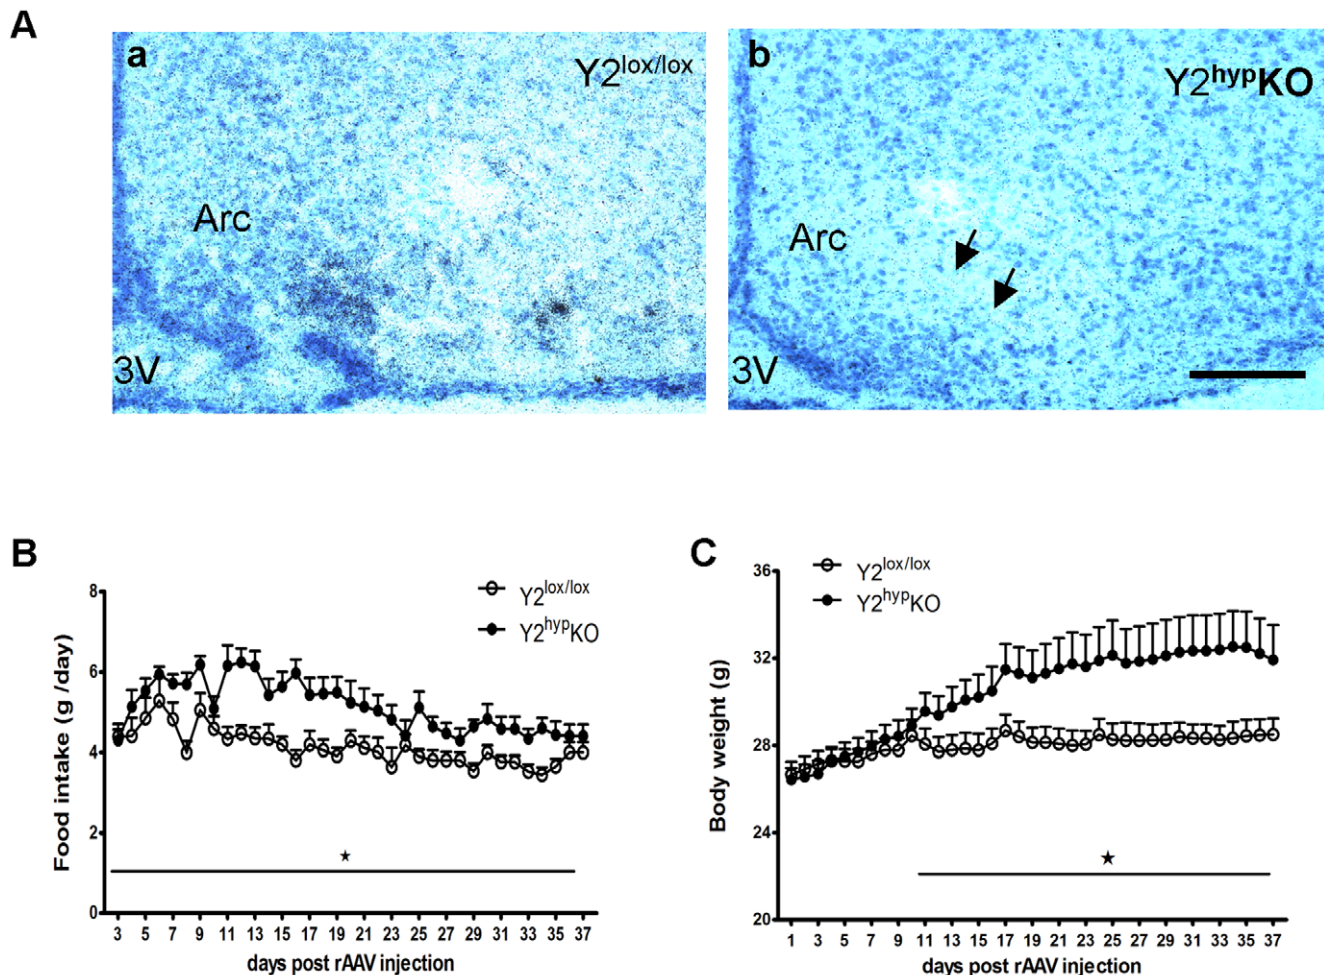 A
a
Y2lox/lox
Arc
3V
b
Y2hypKO
Arc
3V
B
Y2lox/lox
Y2hypKO
Food intake (g /day)
8
6
4
2
0
★
3 5 7 9 11 13 15 17 19 21 23 25 27 29 31 33 35 37
days post rAAV injection
C
Y2lox/lox
Y2hypKO
Body weight (g)
36
32
28
24
20
★
1 3 5 7 9 11 13 15 17 19 21 23 25 27 29 31 33 35 37
days post rAAV injection